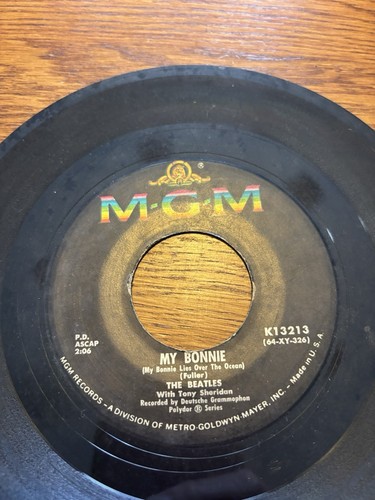 ®
M-G-M
K13213
(64-XY-326)
P.D.
ASCAP
2:06
MY BONNIE
(My Bonnie Lies Over The Ocean)
(Fuller)
THE BEATLES
With Tony Sheridan
Recorded by Deutsche Grammophon
Polydor ® Series
MGM RECORDS - A DIVISION OF METRO-GOLDWYN-MAYER, INC. - Made in U. S. A.